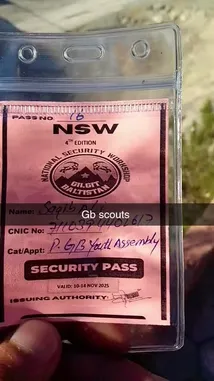 PASS NO. 16
NSW
4TH EDITION
NATIONAL SECURITY WORKSHOP
GILGIT
BALTISTAN
Gb scouts
Name:
CNIC No:
Cat/Appt: P. GB Youth Assembly
SECURITY PASS
VALID: 10-14 NOV 2025
ISSUING AUTHORITY: